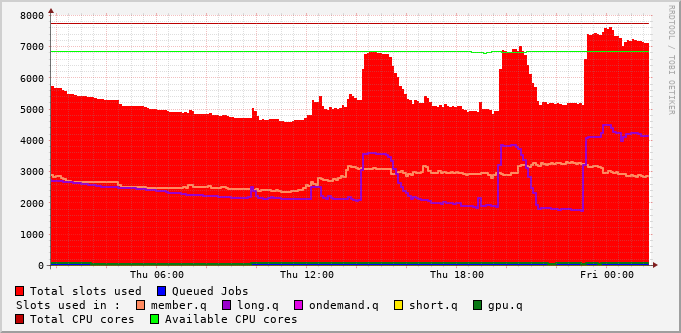 8000
7000
6000
5000
4000
3000
2000
1000
0
Thu 06:00 Thu 12:00 Thu 18:00 Fri 00:00
Total slots used Queued Jobs
Slots used in : member.q long.q ondemand.q short.q gpu.q
Total CPU cores Available CPU cores
RRDTOOL / TOBI OETIKER